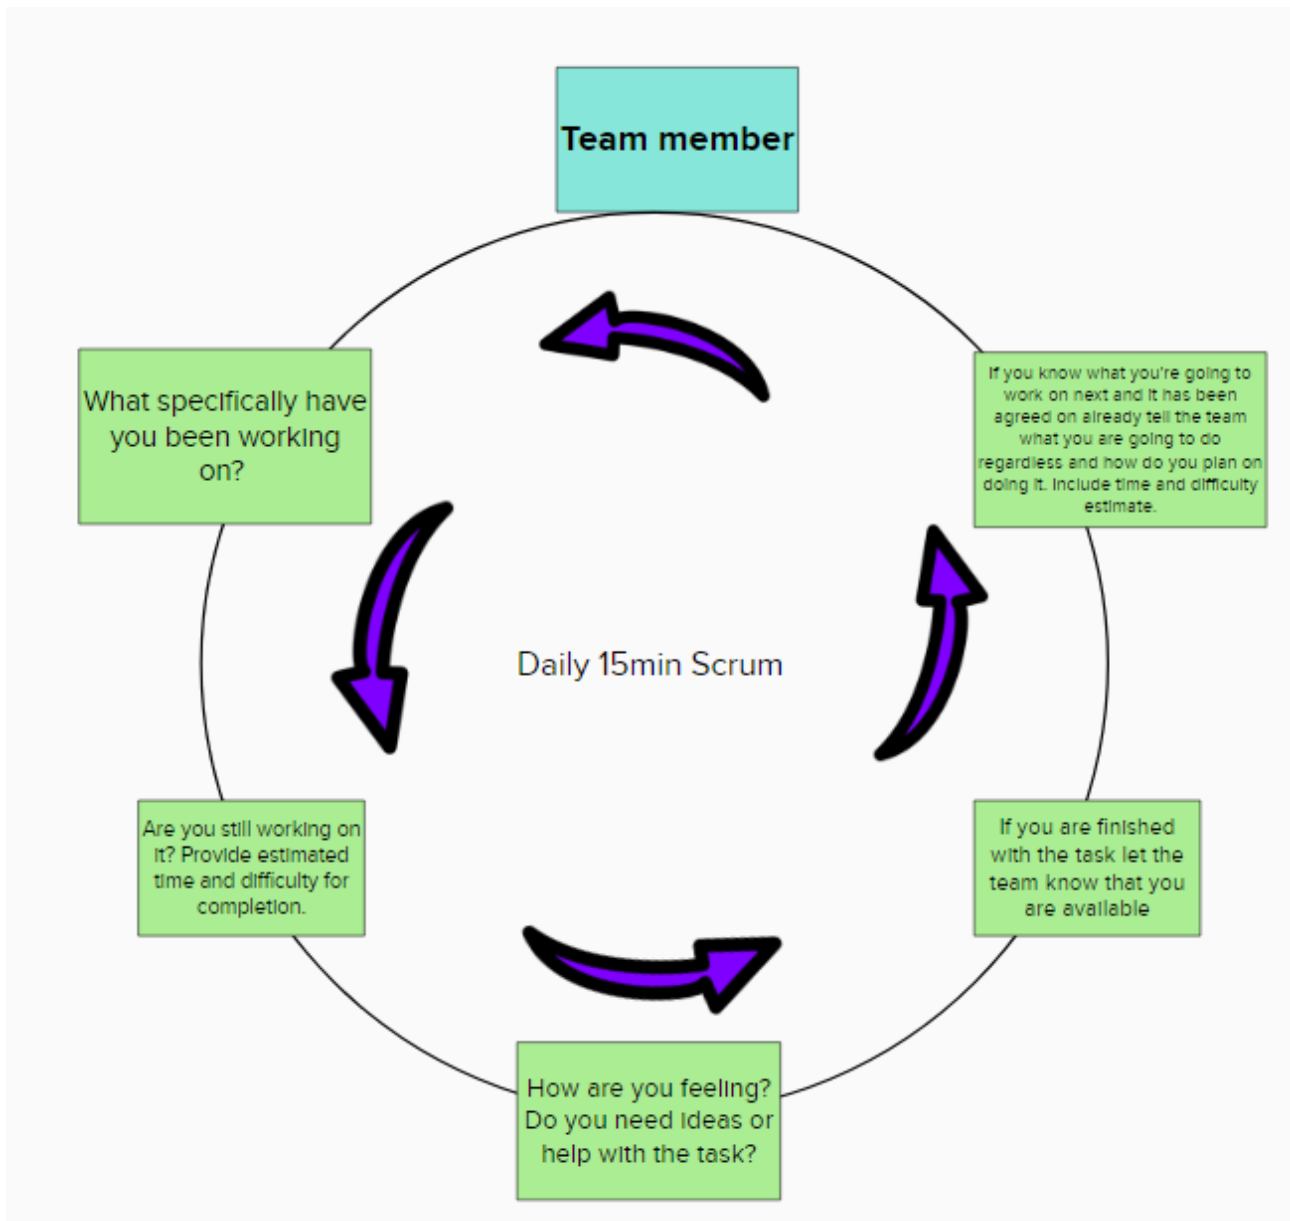 Team member
What specifically have
you been working
on?
Are you still working on
it? Provide estimated
time and difficulty for
completion.
How are you feeling?
Do you need ideas or
help with the task?
If you are finished
with the task let the
team know that you
are available
If you know what you're going to
work on next and it has been
agreed on already tell the team
what you are going to do
regardless and how do you plan on
doing it. Include time and difficulty
estimate.
Daily 15min Scrum